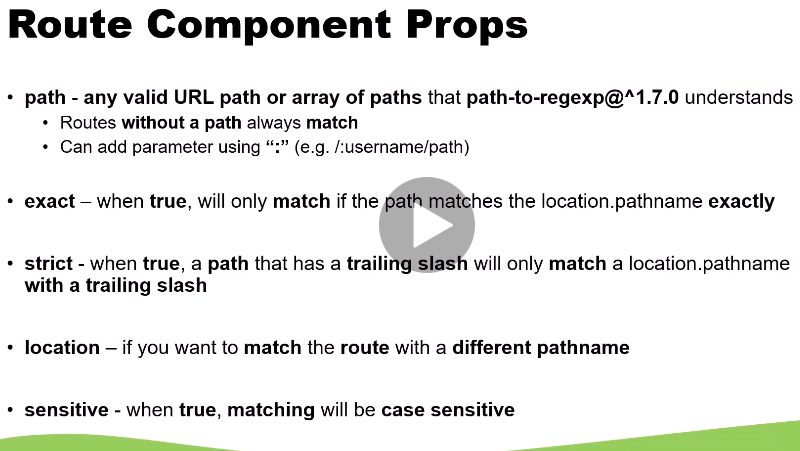 Route Component Props
• path - any valid URL path or array of paths that path-to-regexp@^1.7.0 understands
• Routes without a path always match
• Can add parameter using “:” (e.g. /:username/path)
• exact – when true, will only match if the path matches the location.pathname exactly
• strict - when true, a path that has a trailing slash will only match a location.pathname
with a trailing slash
• location – if you want to match the route with a different pathname
• sensitive - when true, matching will be case sensitive